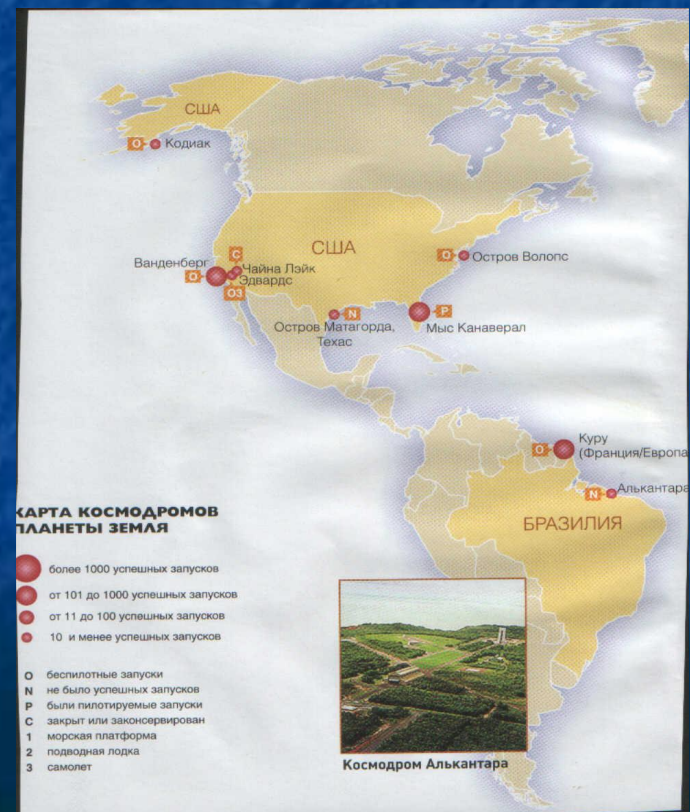 США
О
Кодиак
США
С
Ванденберг
Чайна Лэйк
О
Эдвардс
О3
О
Остров Волопс
N
Остров Матагорда,
Техас
Р
Мыс Канаверал
Куру
О
(Франция/Европа
N
Алькантара
БРАЗИЛИЯ
КАРТА КОСМОДРОМОВ
ПЛАНЕТЫ ЗЕМЛЯ
более 1000 успешных запусков
от 101 до 1000 успешных запусков
от 11 до 100 успешных запусков
10 и менее успешных запусков
О беспилотные запуски
N не было успешных запусков
Р были пилотируемые запуски
С закрыт или законсервирован
1 морская платформа
2 подводная лодка
3 самолет
Космодром Алькантара